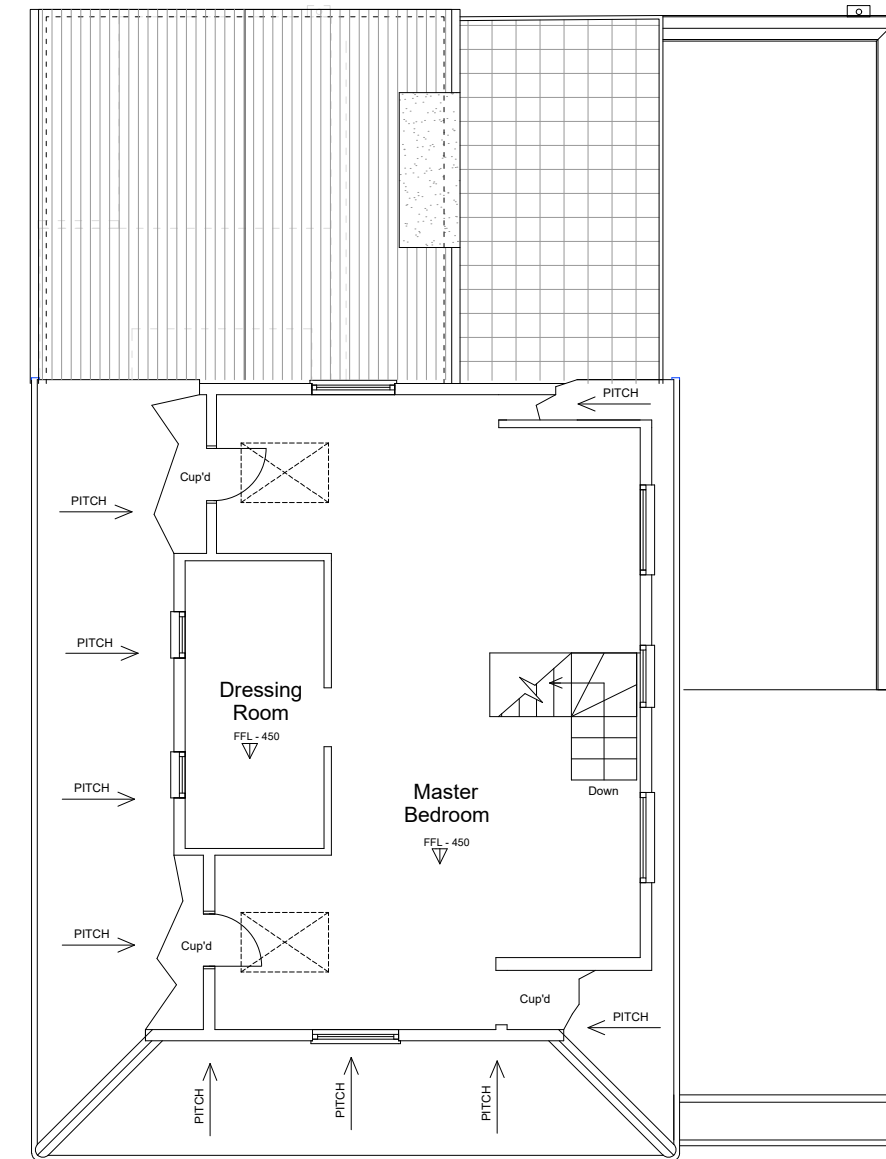 PITCH
Cup'd
PITCH
PITCH
Dressing
Room
FFL - 450
PITCH
Master
Bedroom
FFL - 450
Down
PITCH
Cup'd
Cup'd
PITCH
PITCH
PITCH
PITCH